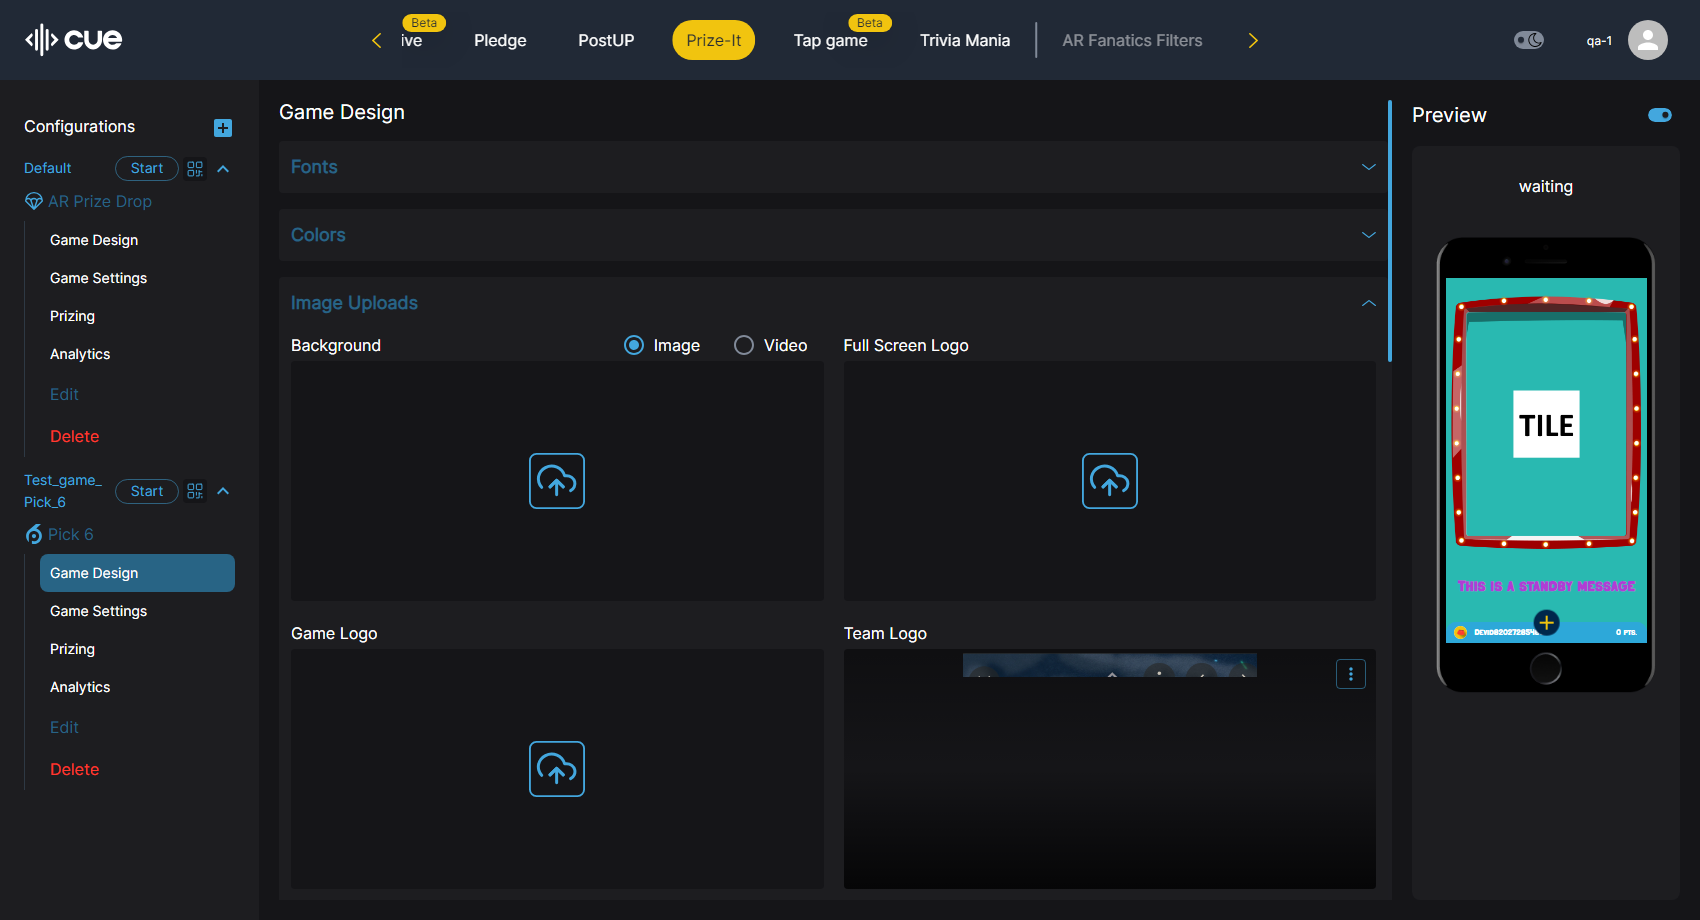 cue
Beta
ive
Pledge
PostUP
Prize-It
Beta
Tap game
Trivia Mania
AR Fanatics Filters
qa-1
Configurations
Default
Start
AR Prize Drop
Game Design
Game Settings
Prizing
Analytics
Edit
Delete
Test_game_
Pick_6
Start
Pick 6
Game Design
Game Settings
Prizing
Analytics
Edit
Delete
Game Design
Fonts
Colors
Image Uploads
Background
Image
Video
Full Screen Logo
Game Logo
Team Logo
Preview
waiting
TILE
This is a standby message
0 pts.